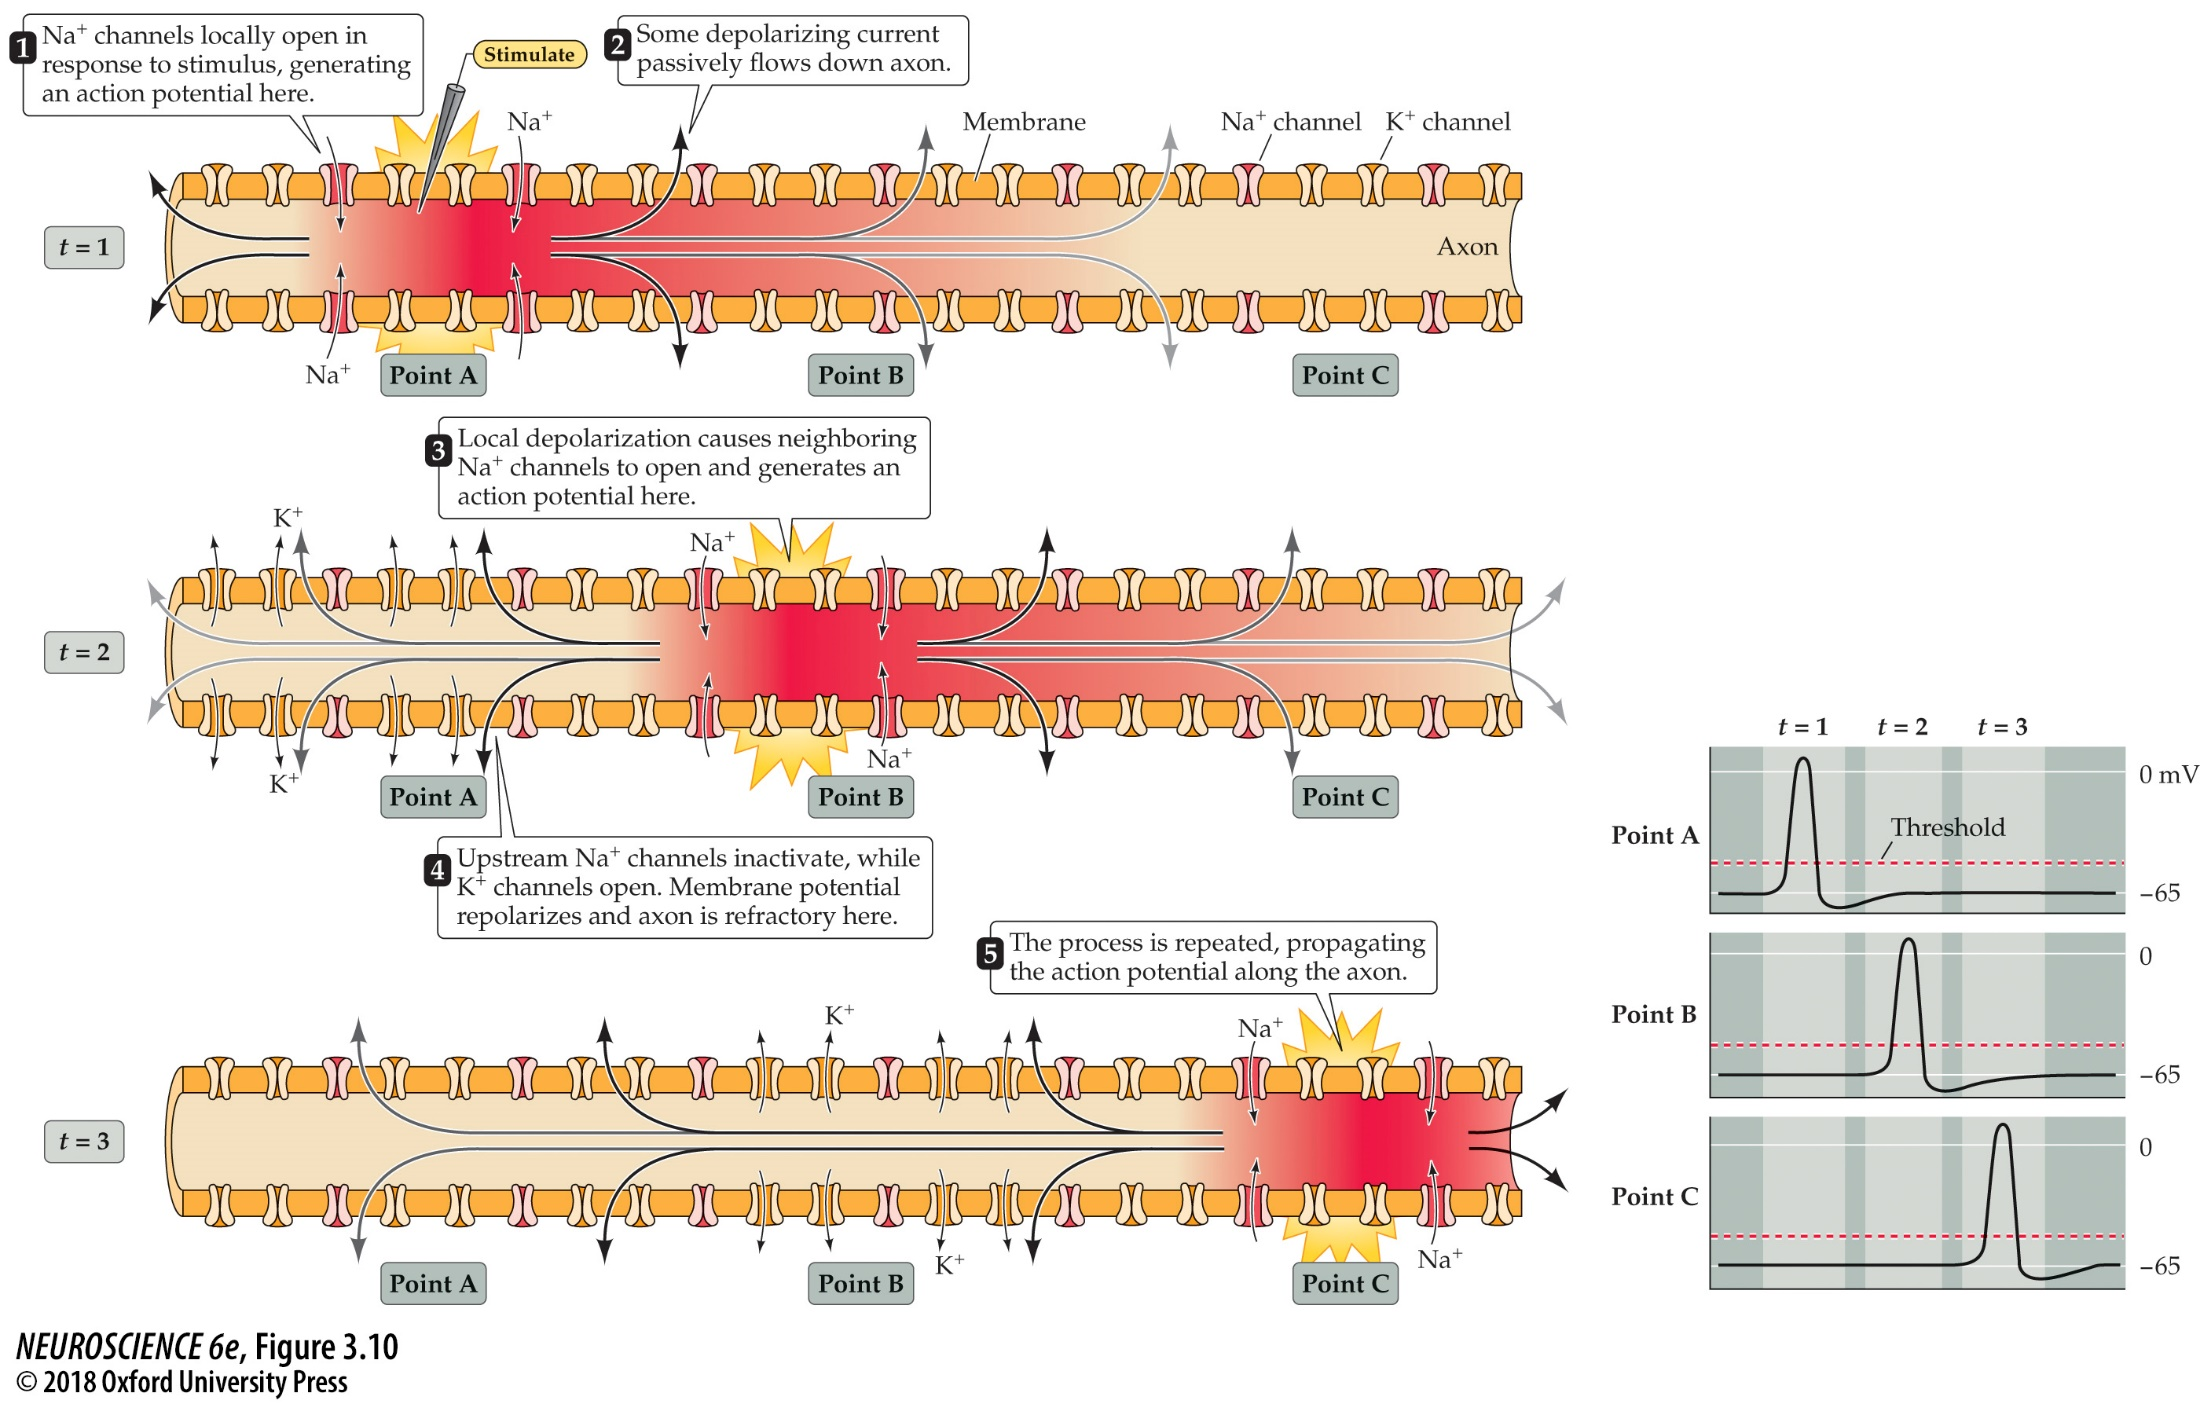 1 Na⁺ channels locally open in
response to stimulus, generating
an action potential here.
Stimulate
2 Some depolarizing current
passively flows down axon.
Na⁺
Membrane
Na⁺ channel
K⁺ channel
t = 1
Axon
Na⁺
Point A
Point B
Point C
3 Local depolarization causes neighboring
Na⁺ channels to open and generates an
action potential here.
K⁺
Na⁺
t = 2
K⁺
Na⁺
Point A
Point B
Point C
4 Upstream Na⁺ channels inactivate, while
K⁺ channels open. Membrane potential
repolarizes and axon is refractory here.
5 The process is repeated, propagating
the action potential along the axon.
K⁺
Na⁺
t = 3
K⁺
Na⁺
Point A
Point B
Point C
t = 1
t = 2
t = 3
Point A
0 mV
Threshold
–65
Point B
0
–65
Point C
0
–65
NEUROSCIENCE 6e, Figure 3.10
© 2018 Oxford University Press